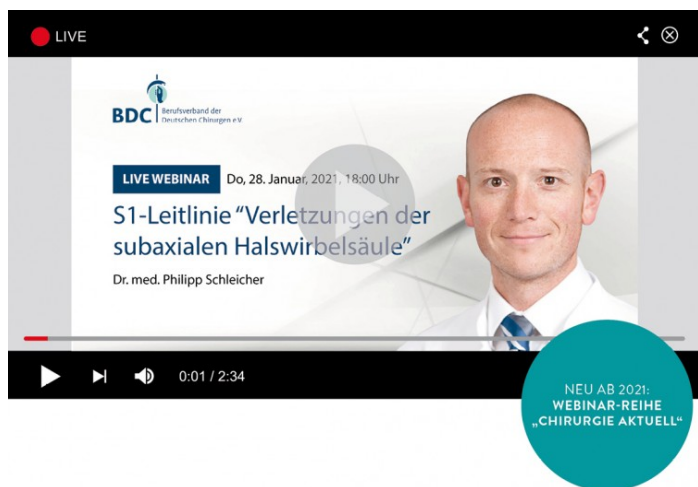 LIVE
BDC
Berufsverband der
Deutschen Chirurgen e.V.
LIVE WEBINAR Do, 28. Januar, 2021, 18:00 Uhr
S1-Leitlinie “Verletzungen der
subaxialen Halswirbelsäule”
Dr. med. Philipp Schleicher
0:01 / 2:34
NEU AB 2021:
WEBINAR-REIHE
„CHIRURGIE AKTUELL“